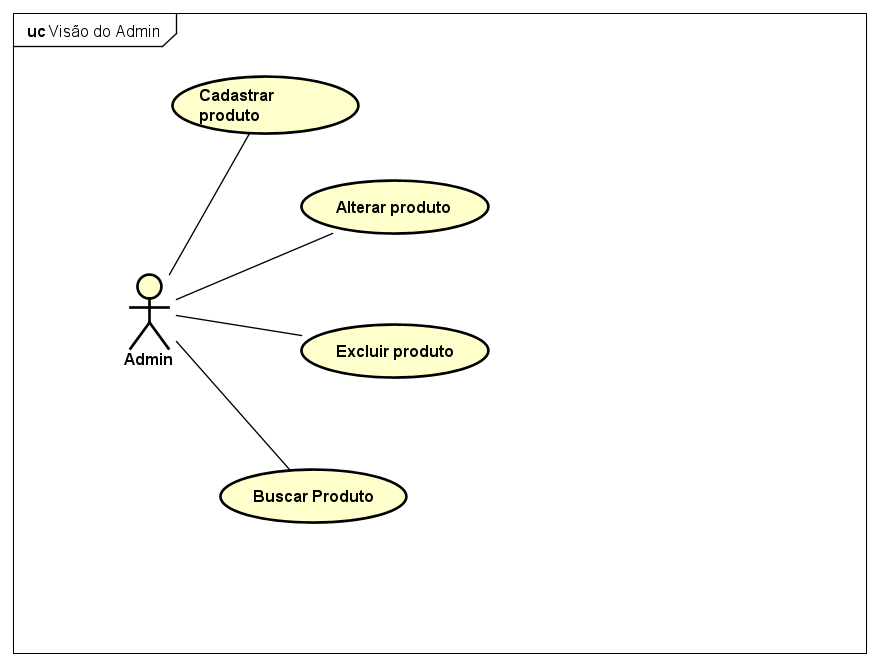 uc Visão do Admin
Cadastrar
produto
Alterar produto
Excluir produto
Admin
Buscar Produto